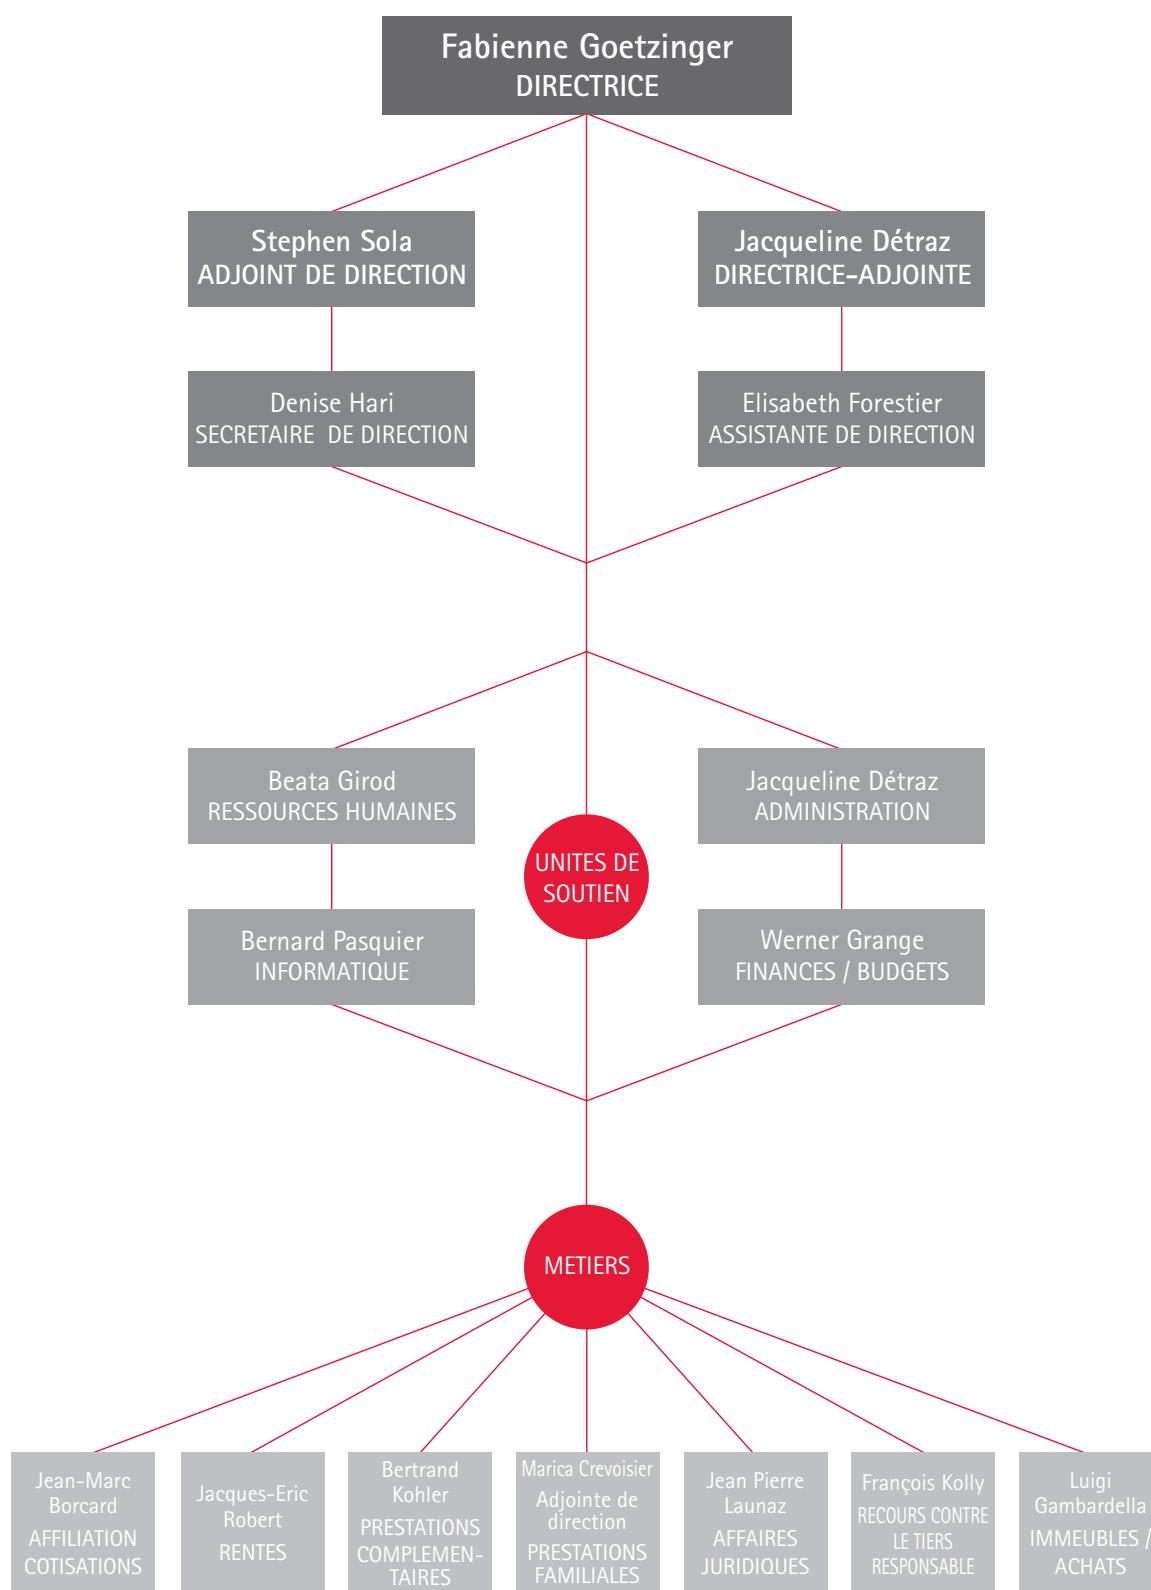 Fabienne Goetzinger
DIRECTRICE
Stephen Sola
ADJOINT DE DIRECTION
Jacqueline Détraz
DIRECTRICE-ADJOINTE
Denise Hari
SECRETAIRE DE DIRECTION
Elisabeth Forestier
ASSISTANTE DE DIRECTION
Beata Girod
RESSOURCES HUMAINES
Jacqueline Détraz
ADMINISTRATION
UNITES DE
SOUTIEN
Bernard Pasquier
INFORMATIQUE
Werner Grange
FINANCES / BUDGETS
METIERS
Jean-Marc
Borcard
AFFILIATION
COTISATIONS
Jacques-Eric
Robert
RENTES
Bertrand
Kohler
PRESTATIONS
COMPLEMEN-
TAIRES
Marica Crevoisier
Adjointe de
direction
PRESTATIONS
FAMILIALES
Jean Pierre
Launaz
AFFAIRES
JURIDIQUES
François Kolly
RECOURS CONTRE
LE TIERS
RESPONSABLE
Luigi
Gambardella
IMMEUBLES /
ACHATS